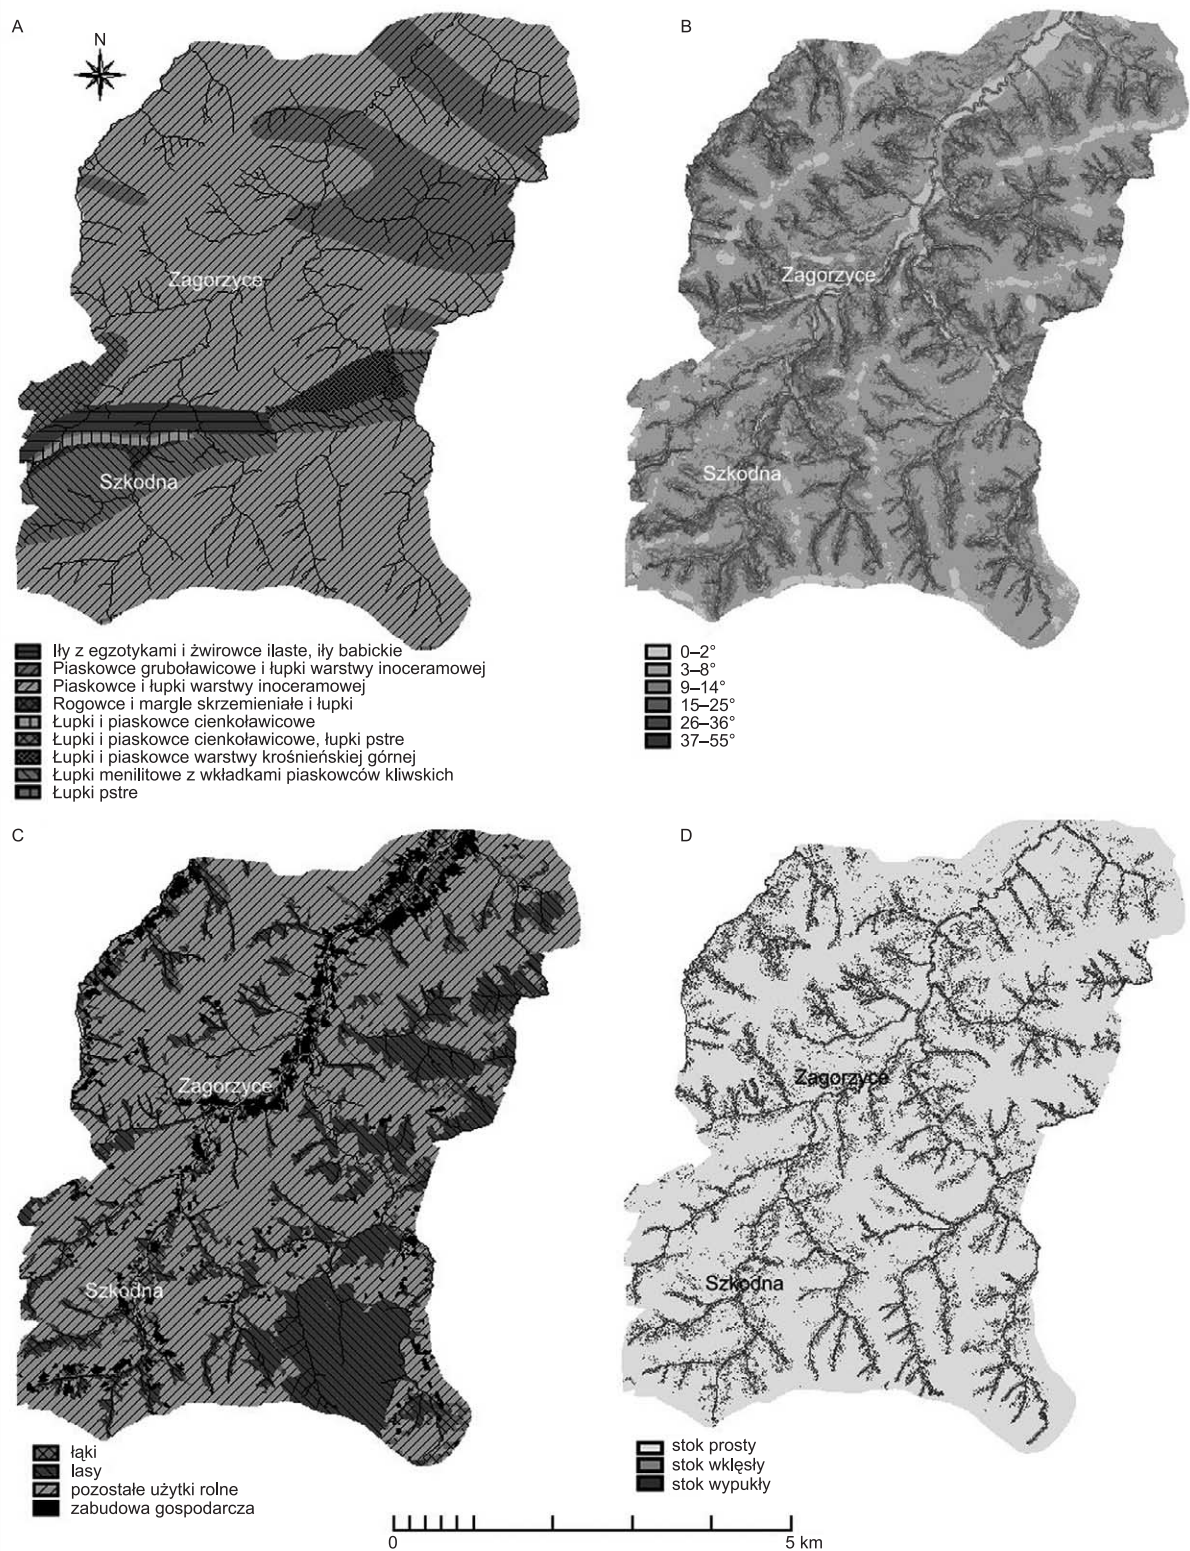 A
N
Zagorzyce
Szkodna
Iły z egzotykami i żwirowce ilaste, iły babickie
Piaskowce gruboławicowe i łupki warstwy inoceramowej
Piaskowce i łupki warstwy inoceramowej
Rogowce i margle skrzemieniałe i łupki
Łupki i piaskowce cienkoławicowe
Łupki i piaskowce cienkoławicowe, łupki pstre
Łupki i piaskowce warstwy krośnieńskiej górnej
Łupki menilitowe z wkładkami piaskowców kliwskich
Łupki pstre
B
Zagorzyce
Szkodna
0–2°
3–8°
9–14°
15–25°
26–36°
37–55°
C
Zagorzyce
Szkodna
łąki
lasy
pozostałe użytki rolne
zabudowa gospodarcza
D
Zagorzyce
Szkodna
stok prosty
stok wklęsły
stok wypukły
0 5 km